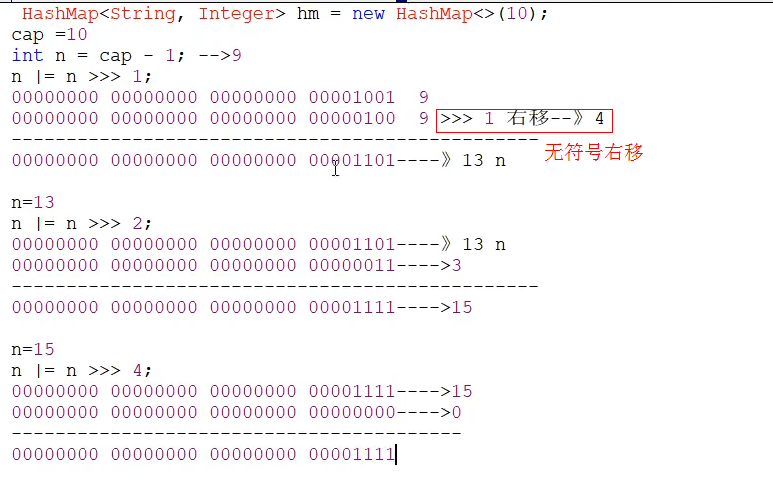 HashMap<String, Integer> hm = new HashMap<>(10);
cap =10
int n = cap - 1; -->9
n |= n >>> 1;
00000000 00000000 00000000 00001001  9
00000000 00000000 00000000 00000100  9 >>> 1 右移--》4
-------------------------------------------------
无符号右移
00000000 00000000 00000000 00001101----》13 n
n=13
n |= n >>> 2;
00000000 00000000 00000000 00001101----》13 n
00000000 00000000 00000000 00000011---->3
-------------------------------------------------
00000000 00000000 00000000 00001111---->15
n=15
n |= n >>> 4;
00000000 00000000 00000000 00001111---->15
00000000 00000000 00000000 00000000---->0
------------------------------------------
00000000 00000000 00000000 00001111